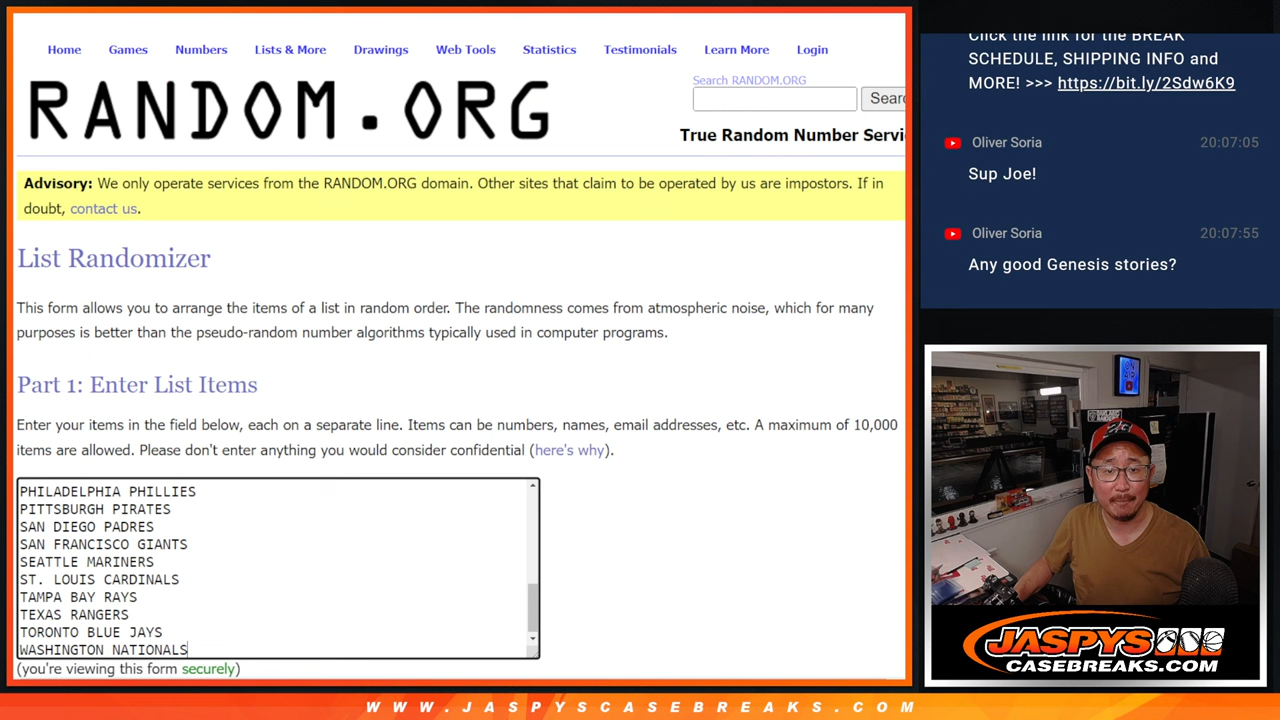 Home Games Numbers Lists & More Drawings Web Tools Statistics Testimonials Learn More Login
RANDOM.ORG
Search RANDOM.ORG
True Random Number Servi
Advisory: We only operate services from the RANDOM.ORG domain. Other sites that claim to be operated by us are impostors. If in
doubt, contact us.
List Randomizer
This form allows you to arrange the items of a list in random order. The randomness comes from atmospheric noise, which for many
purposes is better than the pseudo-random number algorithms typically used in computer programs.
Part 1: Enter List Items
Enter your items in the field below, each on a separate line. Items can be numbers, names, email addresses, etc. A maximum of 10,000
items are allowed. Please don't enter anything you would consider confidential (here's why).
PHILADELPHIA PHILLIES
PITTSBURGH PIRATES
SAN DIEGO PADRES
SAN FRANCISCO GIANTS
SEATTLE MARINERS
ST. LOUIS CARDINALS
TAMPA BAY RAYS
TEXAS RANGERS
TORONTO BLUE JAYS
WASHINGTON NATIONALS
(you're viewing this form securely)
Click the link for the BREAK
SCHEDULE, SHIPPING INFO and
MORE! >>> https://bit.ly/2Sdw6K9
Oliver Soria 20:07:05
Sup Joe!
Oliver Soria 20:07:55
Any good Genesis stories?
JASPYS
CASEBREAKS.COM
WWW.JASPYSCASEBREAKS.COM